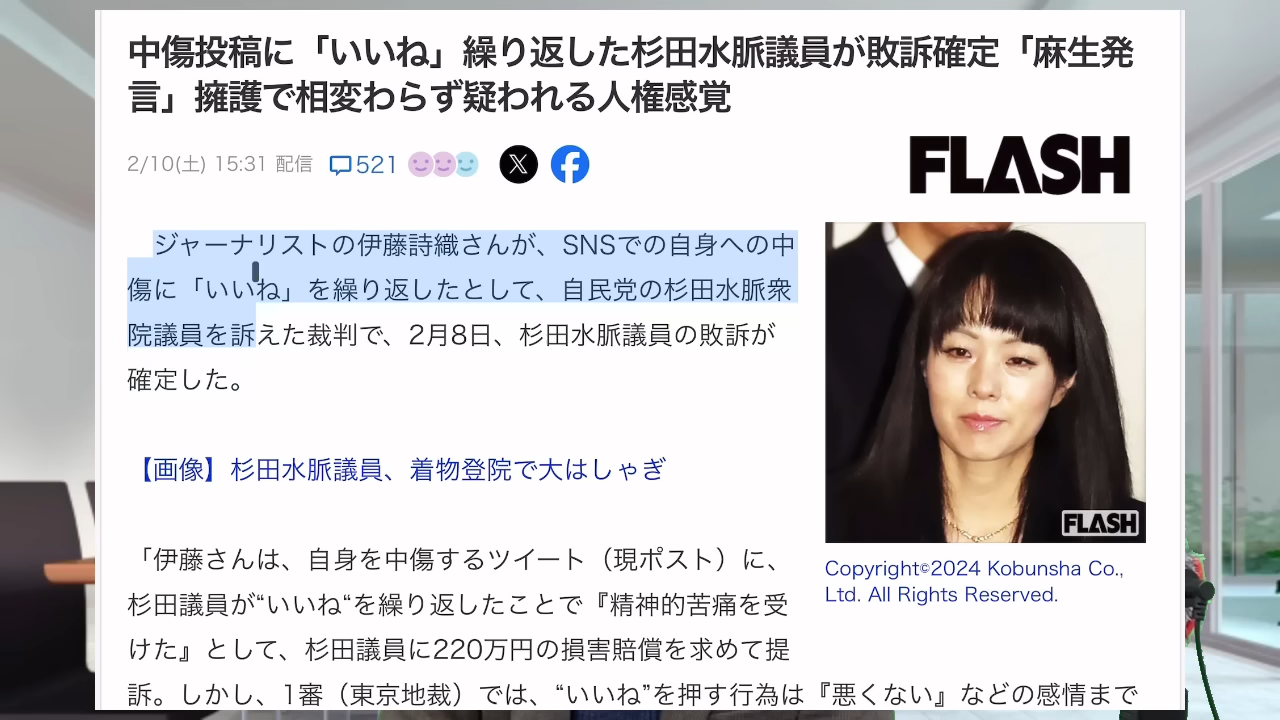 中傷投稿に「いいね」繰り返した杉田水脈議員が敗訴確定「麻生発
言」擁護で相変わらず疑われる人権感覚
2/10(土) 15:31 配信 521
FLASH
ジャーナリストの伊藤詩織さんが、SNSでの自身への中
傷に「いいね」を繰り返したとして、自民党の杉田水脈衆
院議員を訴えた裁判で、2月8日、杉田水脈議員の敗訴が
確定した。
【画像】杉田水脈議員、着物登院で大はしゃぎ
FLASH
Copyright©2024 Kobunsha Co.,
Ltd. All Rights Reserved.
「伊藤さんは、自身を中傷するツイート（現ポスト）に、
杉田議員が“いいね“を繰り返したことで『精神的苦痛を受
けた』として、杉田議員に220万円の損害賠償を求めて提
訴。しかし、1審（東京地裁）では、“いいね”を押す行為は『悪くない』などの感情まで